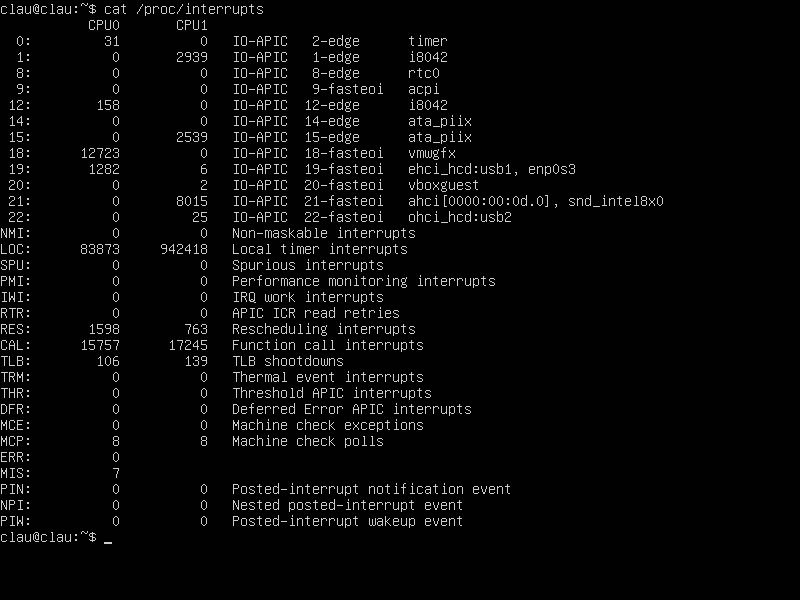 clau@clau:~$ cat /proc/interrupts
           CPU0       CPU1
  0:         31          0   IO-APIC   2-edge      timer
  1:          0       2939   IO-APIC   1-edge      i8042
  8:          0          0   IO-APIC   8-edge      rtc0
  9:          0          0   IO-APIC   9-fasteoi   acpi
 12:        158          0   IO-APIC  12-edge      i8042
 14:          0          0   IO-APIC  14-edge      ata_piix
 15:          0       2539   IO-APIC  15-edge      ata_piix
 18:      12723          0   IO-APIC  18-fasteoi   vmwgfx
 19:       1282          6   IO-APIC  19-fasteoi   ehci_hcd:usb1, enp0s3
 20:          0          2   IO-APIC  20-fasteoi   vboxguest
 21:          0       8015   IO-APIC  21-fasteoi   ahci[0000:00:0d.0], snd_intel8x0
 22:          0         25   IO-APIC  22-fasteoi   ohci_hcd:usb2
NMI:          0          0   Non-maskable interrupts
LOC:      83873     942418   Local timer interrupts
SPU:          0          0   Spurious interrupts
PMI:          0          0   Performance monitoring interrupts
IWI:          0          0   IRQ work interrupts
RTR:          0          0   APIC ICR read retries
RES:       1598        763   Rescheduling interrupts
CAL:      15757      17245   Function call interrupts
TLB:        106        139   TLB shootdowns
TRM:          0          0   Thermal event interrupts
THR:          0          0   Threshold APIC interrupts
DFR:          0          0   Deferred Error APIC interrupts
MCE:          0          0   Machine check exceptions
MCP:          8          8   Machine check polls
ERR:          0
MIS:          7
PIN:          0          0   Posted-interrupt notification event
NPI:          0          0   Nested posted-interrupt event
PIW:          0          0   Posted-interrupt wakeup event
clau@clau:~$ _